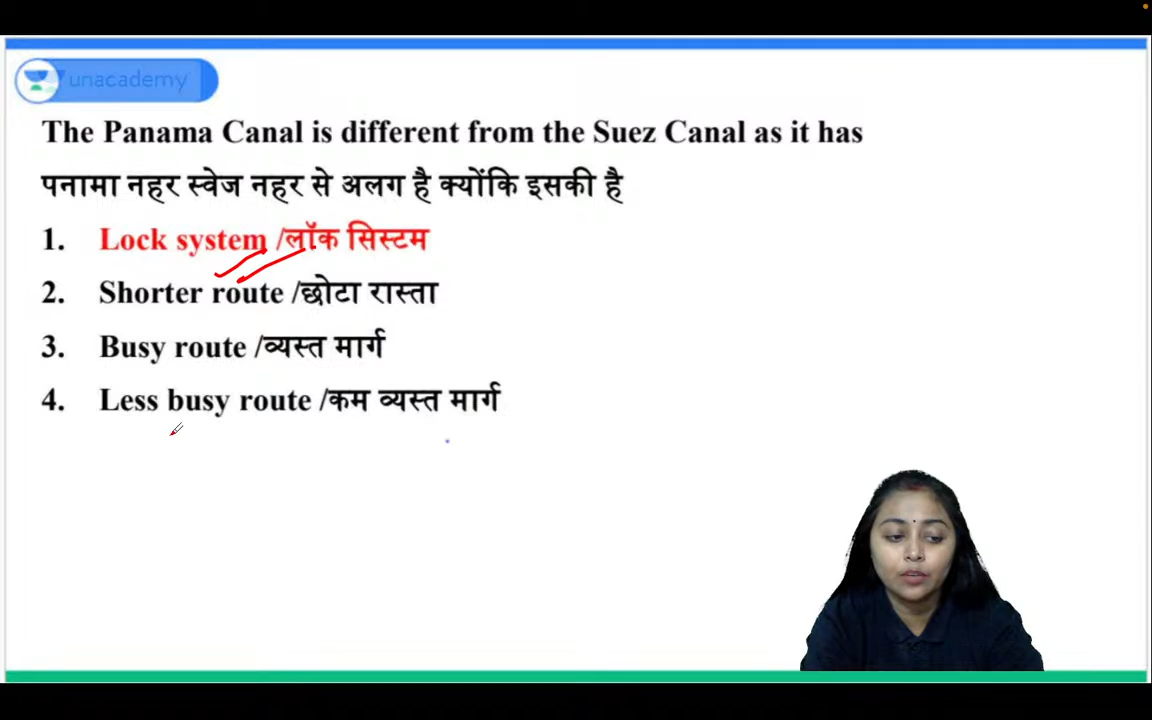 unacademy
The Panama Canal is different from the Suez Canal as it has
पनामा नहर स्वेज नहर से अलग है क्योंकि इसकी है
1. Lock system /लॉक सिस्टम
2. Shorter route /छोटा रास्ता
3. Busy route /व्यस्त मार्ग
4. Less busy route /कम व्यस्त मार्ग